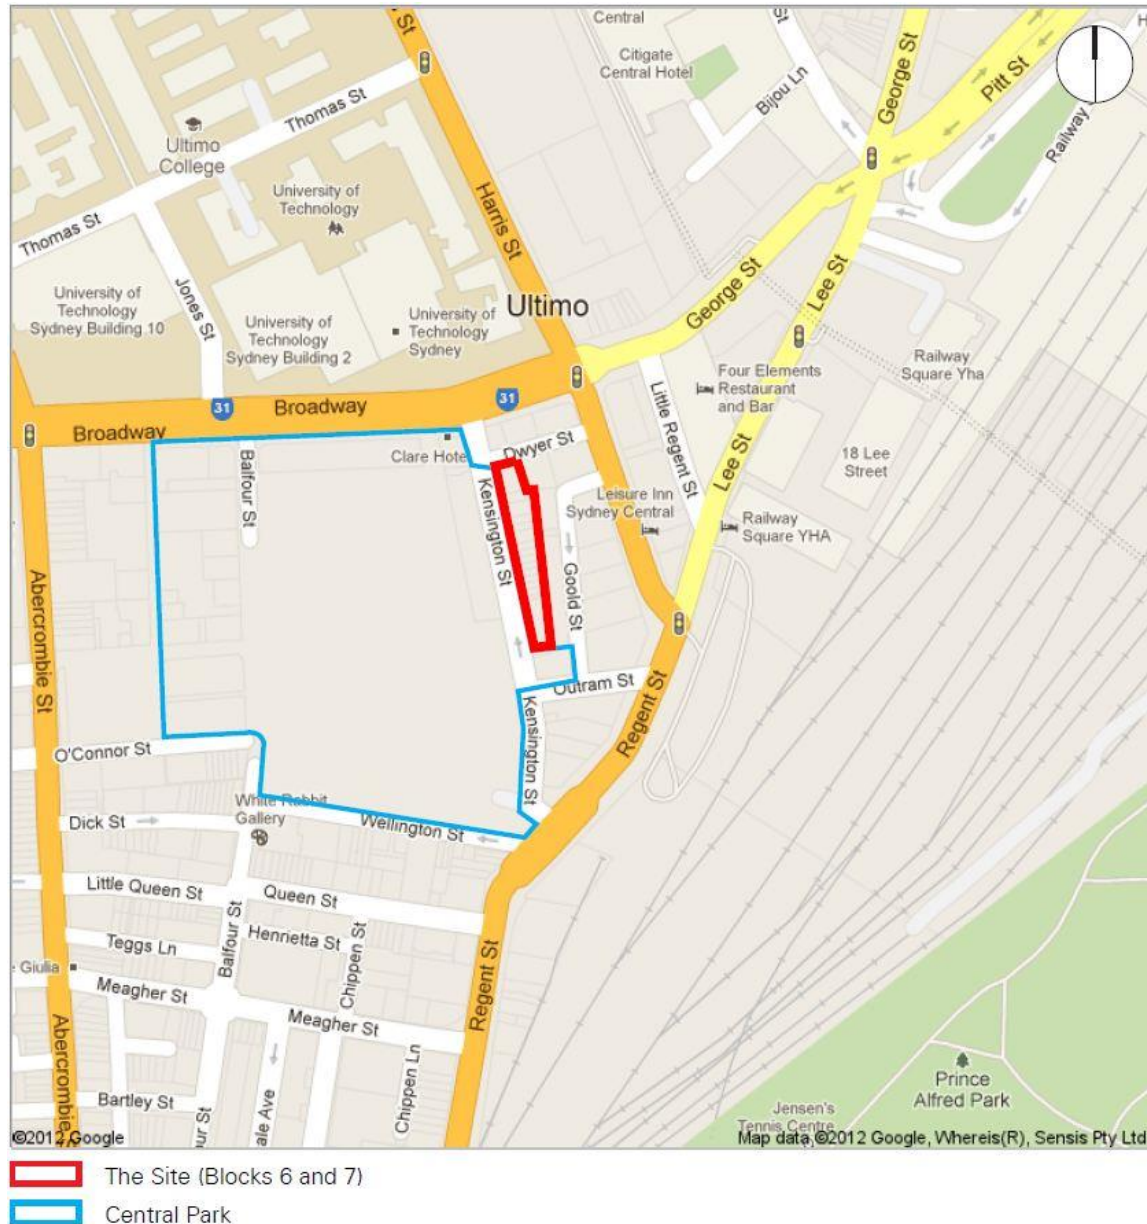 Central
Citigate
Central Hotel
Bijou Ln
George St
Pitt St
Railway
Thomas St
Ultimo
College
University of
Technology
Harris St
Thomas St
Jones St
University of
Technology
Sydney Building 10
University of
Technology
Sydney Building 2
University of
Technology
Sydney
Ultimo
George St
Lee St
Railway
Square Yha
Four Elements
Restaurant
and Bar
Little Regent St
31
Broadway
31
Broadway
Clare Hote
Dwyer St
Balfour St
Kensington St
Leisure Inn
Sydney Central
Lee St
18 Lee
Street
Railway
Square YHA
Goold St
Abercrombie St
Outram St
Regent St
Kensington St
O'Connor St
White Rabbit
Gallery
Dick St
Wellington St
Little Queen St
Queen St
Balfour St
Henrietta St
Chippen St
Teggs Ln
Giulia
Meagher St
Meagher St
Regent St
Abercrombie
Chippen Ln
Bartley St
Prince
Alfred Park
Jensen's
Tennis Centre
©2012 Google
Map data ©2012 Google, Whereis(R), Sensis Pty Ltd
The Site (Blocks 6 and 7)
Central Park